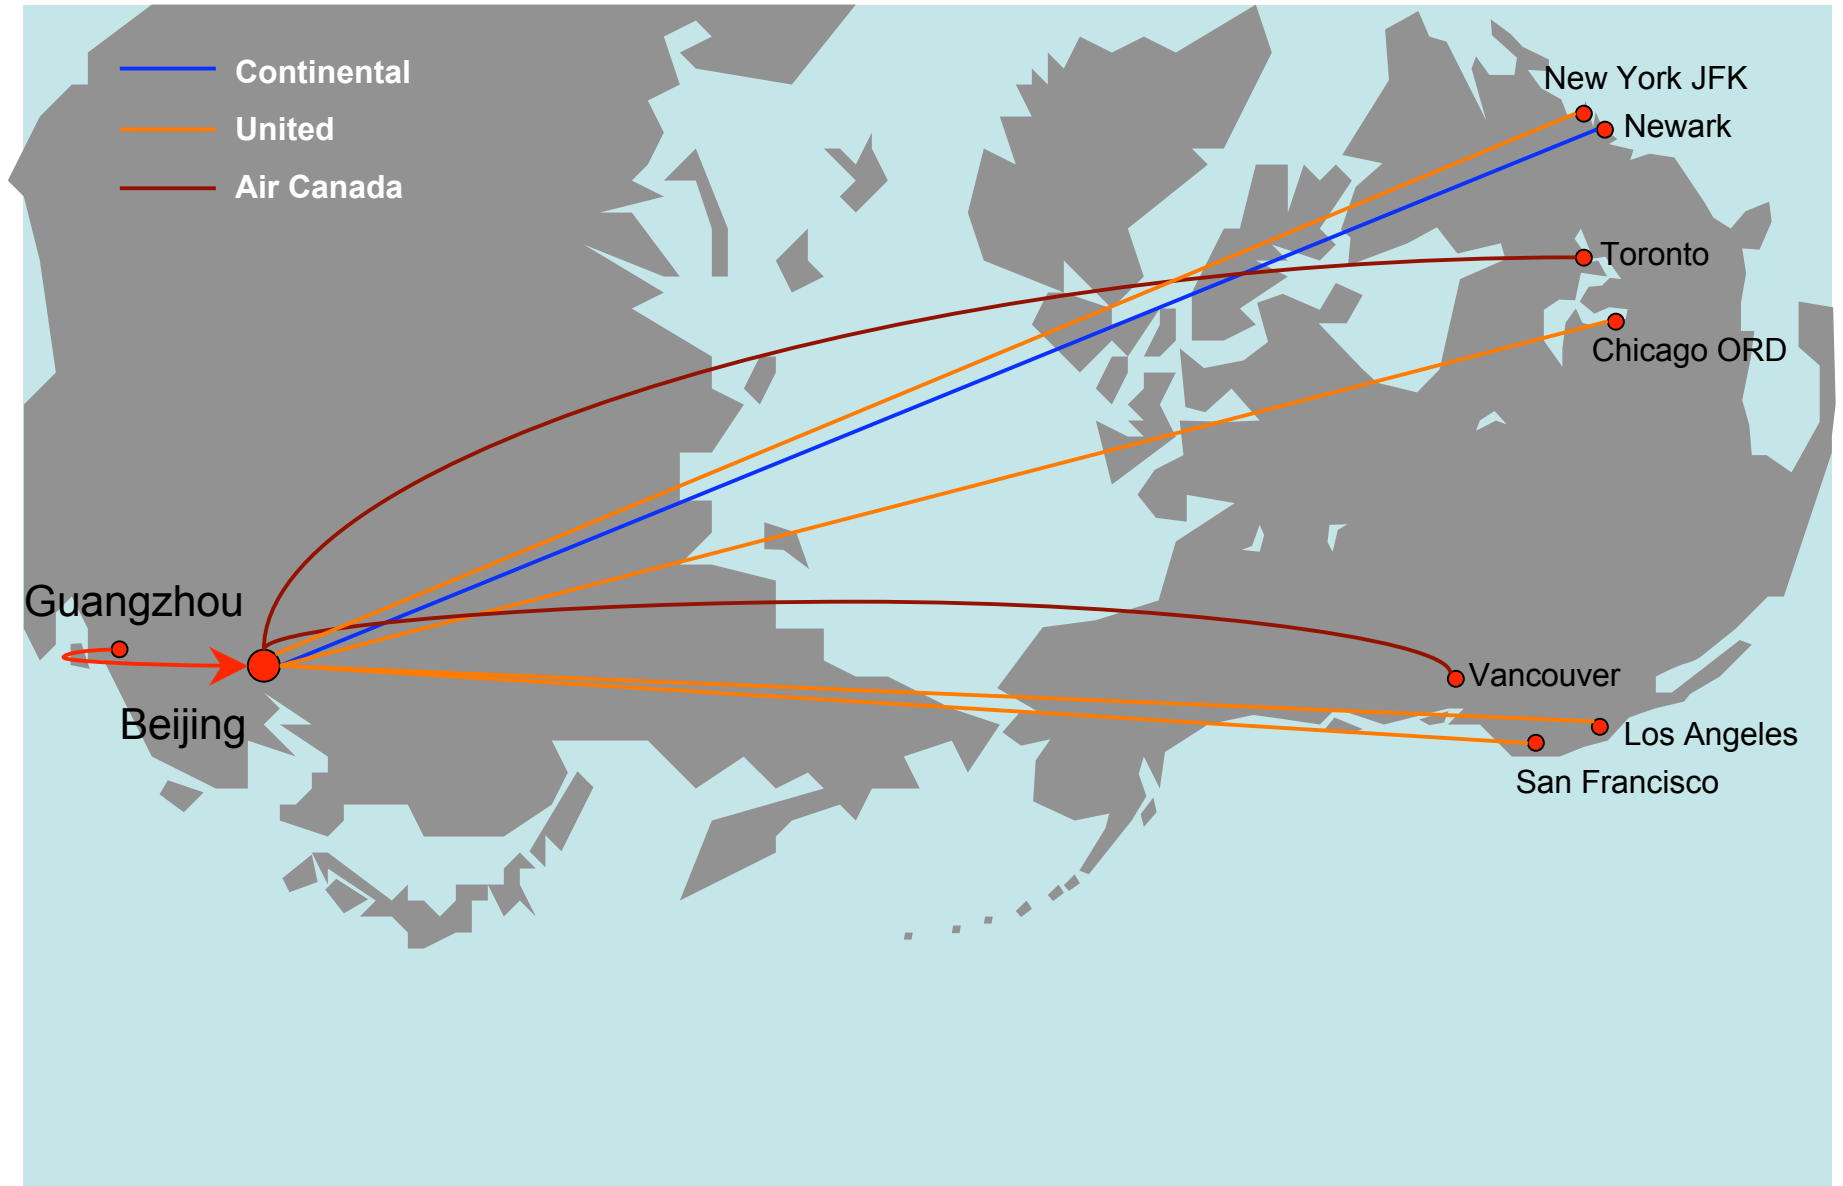 Continental
United
Air Canada
New York JFK
Newark
Toronto
Chicago ORD
Guangzhou
Beijing
Vancouver
Los Angeles
San Francisco